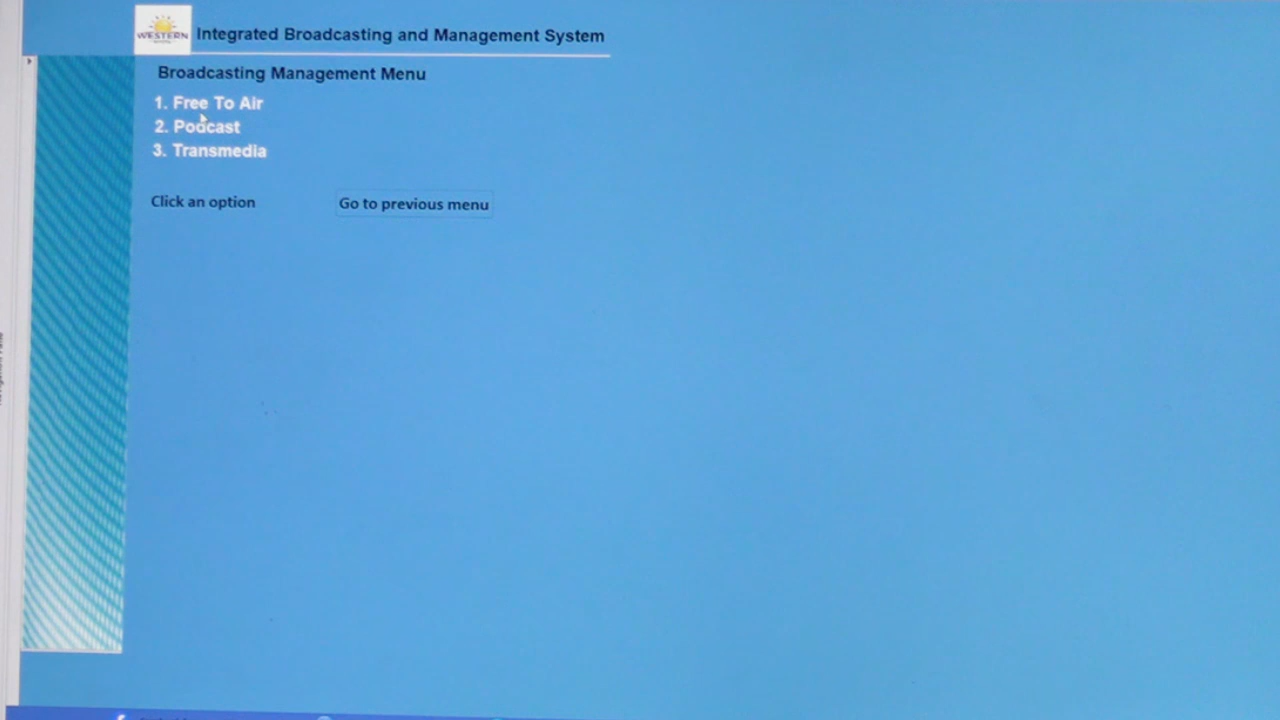 WESTERN
Integrated Broadcasting and Management System
Broadcasting Management Menu
1. Free To Air
2. Podcast
3. Transmedia
Click an option
Go to previous menu